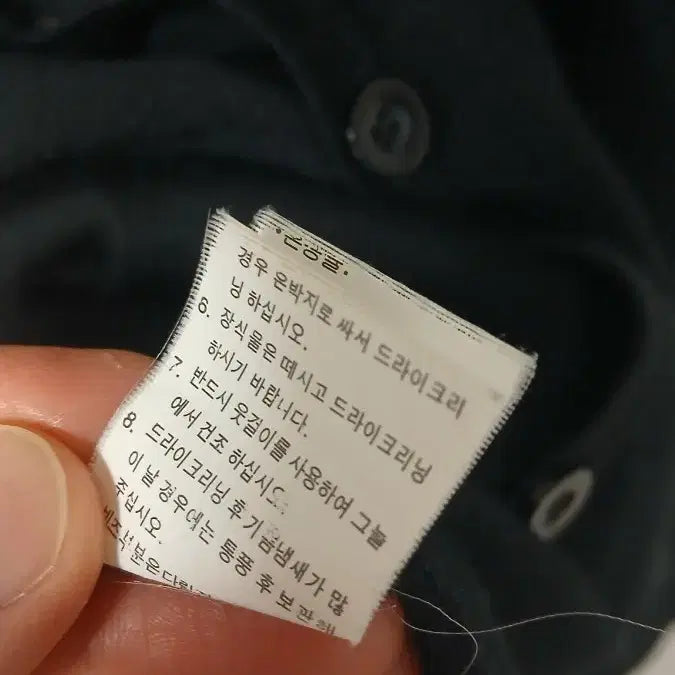 경우 은박지로 싸서 드라이크리
닝 하십시오.
6. 장식물은 떼시고 드라이크리닝
하시기 바랍니다.
7. 반드시 옷걸이를 사용하여 그늘
에서 건조 하십시오.
8. 드라이크리닝 후 기름냄새가 많
이 날 경우에는 통풍 후 보관해
주십시오.